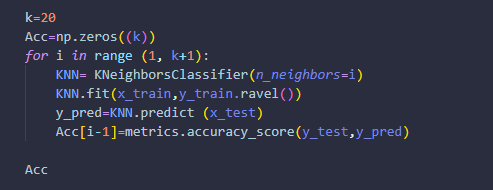 k=20
Acc=np.zeros((k))
for i in range (1, k+1):
    KNN= KNeighborsClassifier(n_neighbors=i)
    KNN.fit(x_train,y_train.ravel())
    y_pred=KNN.predict (x_test)
    Acc[i-1]=metrics.accuracy_score(y_test,y_pred)
Acc